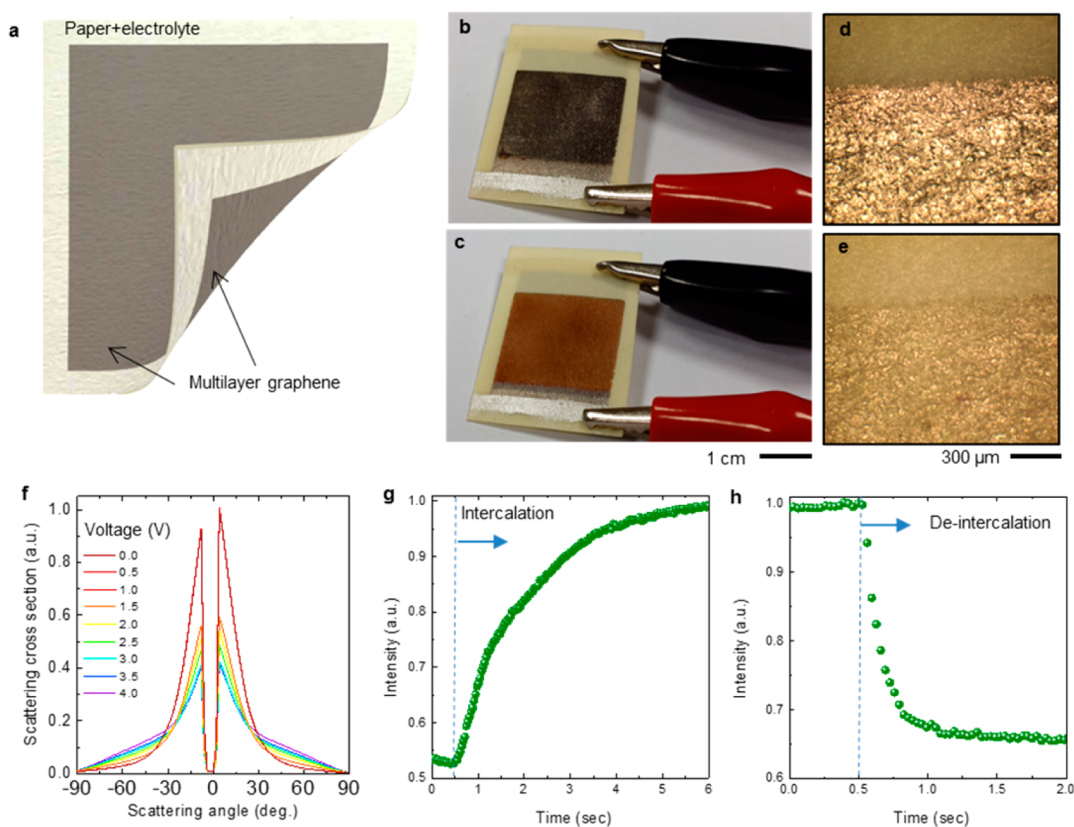 a
Paper+electrolyte
Multilayer graphene
b
c
1 cm
d
e
300 µm
f
Voltage (V)
0.0
0.5
1.0
1.5
2.0
2.5
3.0
3.5
4.0
1.0
0.8
0.6
0.4
0.2
0.0
-90 -60 -30 0 30 60 90
Scattering cross section (a.u.)
Scattering angle (deg.)
g
Intercalation
1.0
0.9
0.8
0.7
0.6
0.5
0 1 2 3 4 5 6
Intensity (a.u.)
Time (sec)
h
De-intercalation
1.0
0.9
0.8
0.7
0.6
0.0 0.5 1.0 1.5 2.0
Intensity (a.u.)
Time (sec)